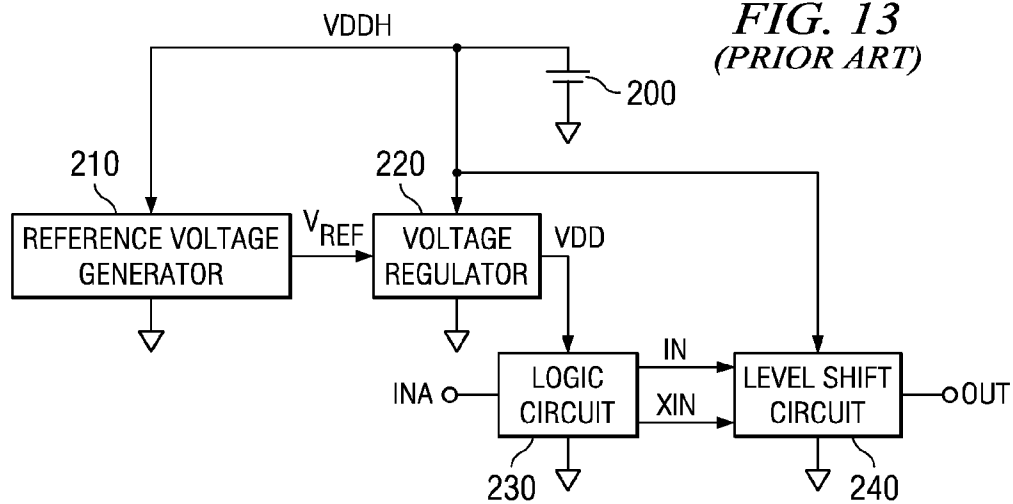 FIG. 13
(PRIOR ART)
VDDH
200
210
220
REFERENCE VOLTAGE
GENERATOR
VREF
VOLTAGE
REGULATOR
VDD
INA
LOGIC
CIRCUIT
IN
XIN
LEVEL SHIFT
CIRCUIT
OUT
230
240